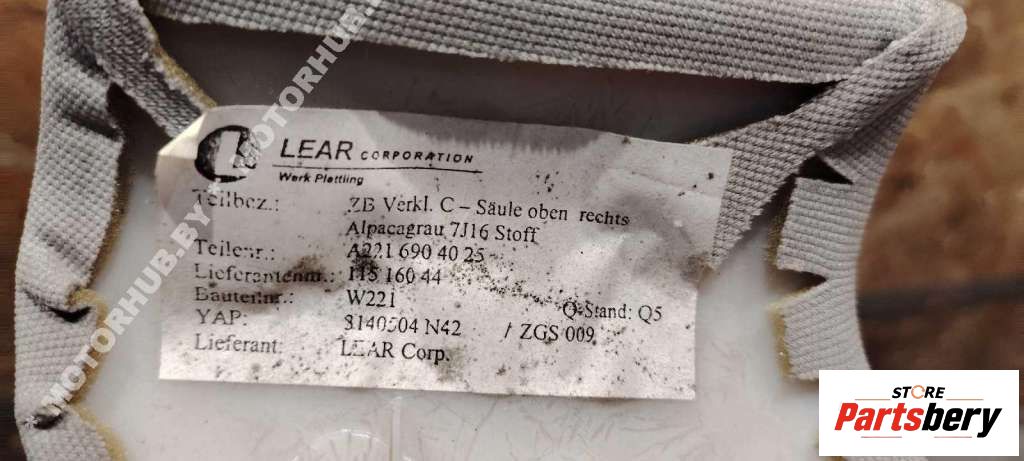 LEAR CORPORATION
Werk Plattling
Teilbez.: ZB Verkl. C - Säule oben rechts
Alpacagrau 7J16 Stoff
Teilenr.: A221 690 40 25
Lieferantennr.: 115 160 44
Bauteilnr.: W221 Q-Stand: Q5
YAP: 3140504 N42 / ZGS 009
Lieferant: LEAR Corp.
MOTORHUB.BY
MOTORHUB.BY
STORE
Partsbery